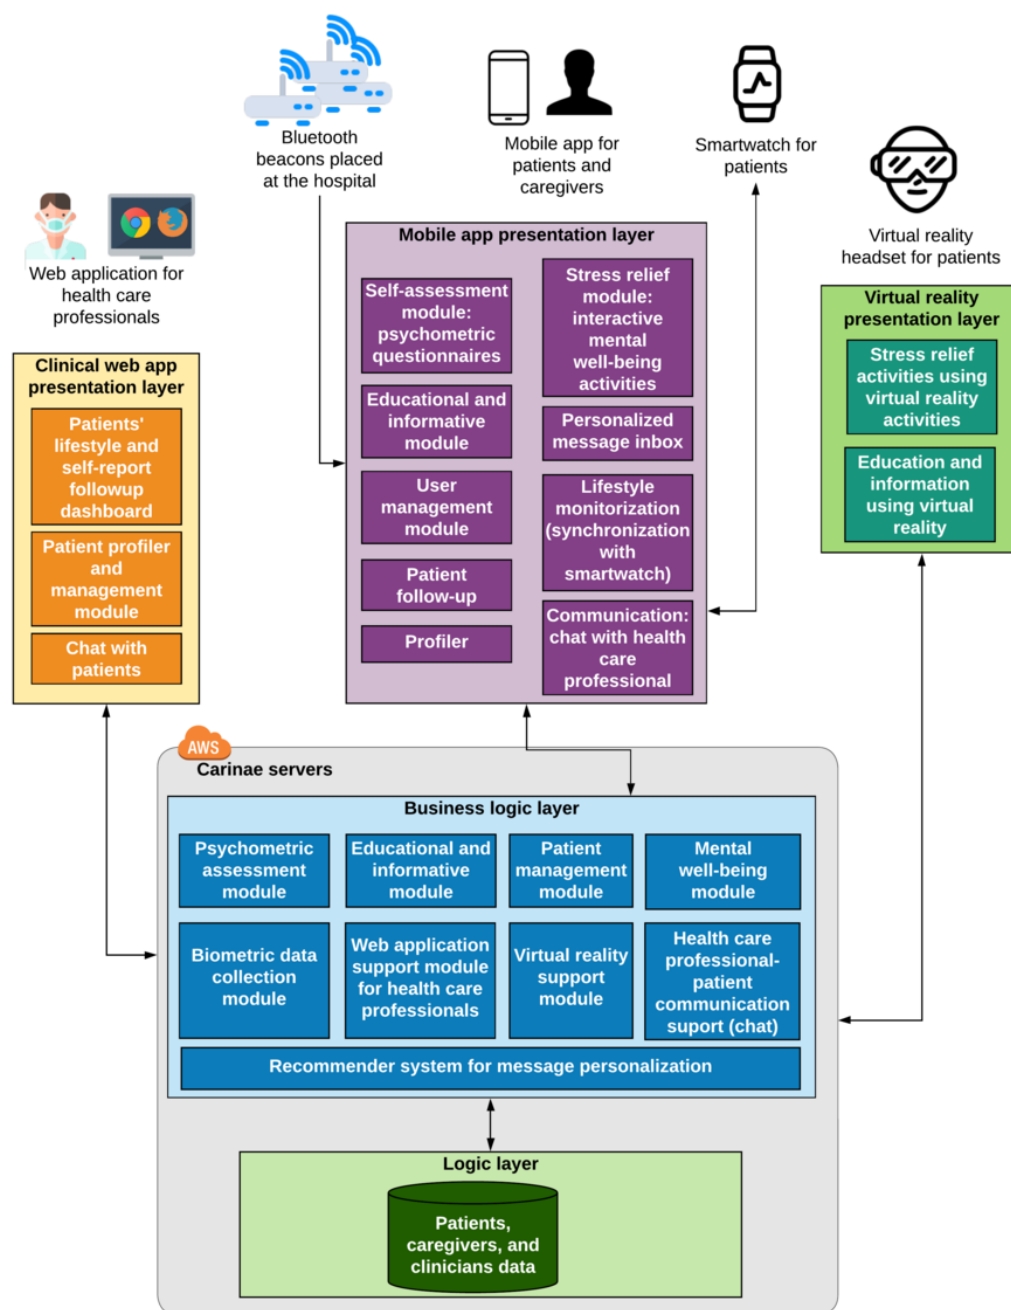 Bluetooth
beacons placed
at the hospital
Mobile app for
patients and
caregivers
Smartwatch for
patients
Virtual reality
headset for patients
Web application for
health care
professionals
Clinical web app
presentation layer
Patients'
lifestyle and
self-report
followup
dashboard
Patient profiler
and
management
module
Chat with
patients
Mobile app presentation layer
Self-assessment
module:
psychometric
questionnaires
Educational and
informative
module
User
management
module
Patient
follow-up
Profiler
Stress relief
module:
interactive
mental
well-being
activities
Personalized
message inbox
Lifestyle
monitorization
(synchronization
with
smartwatch)
Communication:
chat with health
care
professional
Virtual reality
presentation layer
Stress relief
activities using
virtual reality
activities
Education and
information
using virtual
reality
AWS
Carinae servers
Business logic layer
Psychometric
assessment
module
Educational and
informative
module
Patient
management
module
Mental
well-being
module
Biometric data
collection
module
Web application
support module
for health care
professionals
Virtual reality
support
module
Health care
professional-
patient
communication
suport (chat)
Recommender system for message personalization
Logic layer
Patients,
caregivers, and
clinicians data